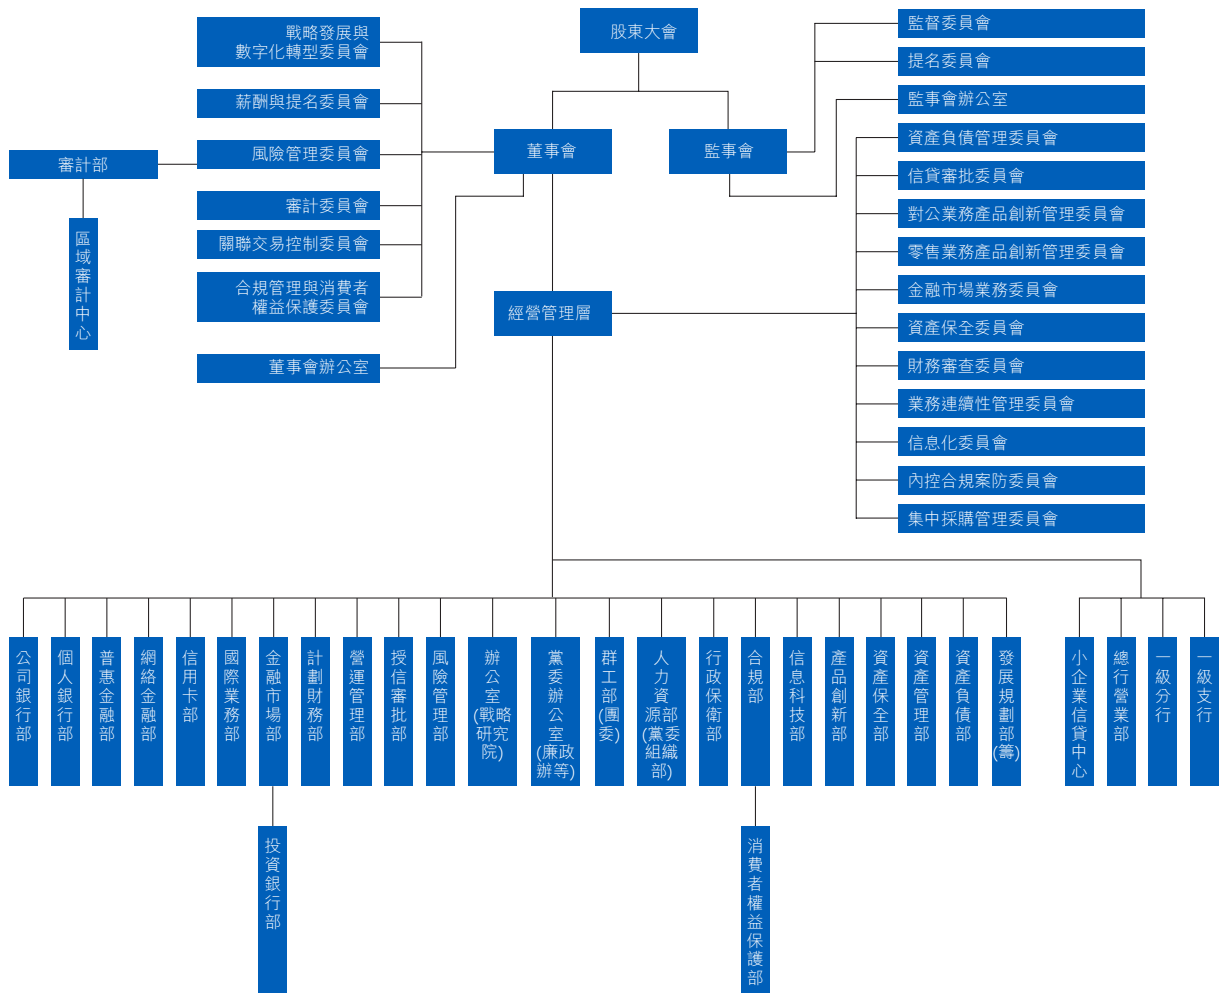 股東大會
董事會
監事會
經營管理層
戰略發展與
數字化轉型委員會
薪酬與提名委員會
風險管理委員會
審計委員會
關聯交易控制委員會
合規管理與消費者
權益保護委員會
董事會辦公室
審計部
區域審計中心
監督委員會
提名委員會
監事會辦公室
資產負債管理委員會
信貸審批委員會
對公業務產品創新管理委員會
零售業務產品創新管理委員會
金融市場業務委員會
資產保全委員會
財務審查委員會
業務連續性管理委員會
信息化委員會
內控合規案防委員會
集中採購管理委員會
公司銀行部
個人銀行部
普惠金融部
網絡金融部
信用卡部
國際業務部
金融市場部
計劃財務部
營運管理部
授信審批部
風險管理部
辦
公室
(戰略
研究
院)
黨
委辦
公室
(廉政
辦等)
群
工部
(團
委)
人力
資源部
(黨委
組織
部)
行政保衛部
合規部
信息科技部
產品創新部
資產保全部
資產管理部
資產負債部
發展規劃部
(籌)
小企業信貸中心
總行營業部
一級分行
一級支行
投資銀行部
消費者權益保護部